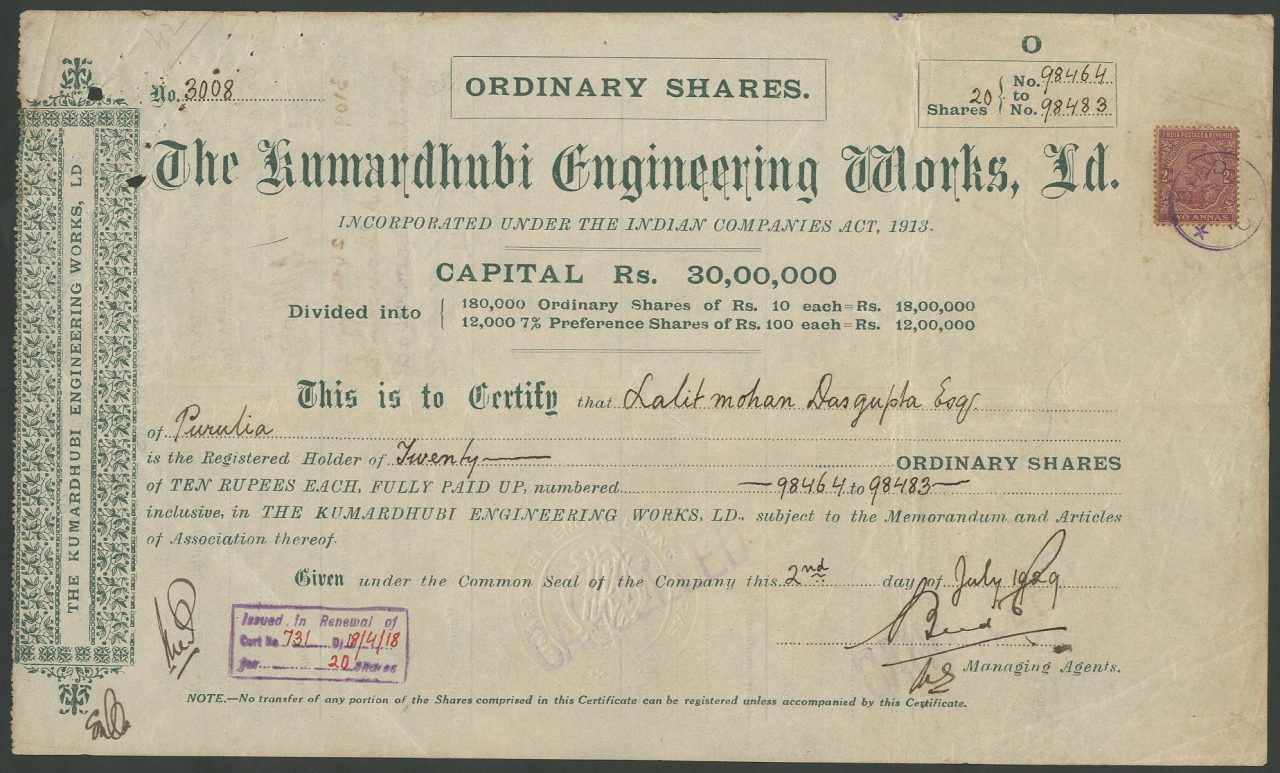 O
No. 3008
ORDINARY SHARES.
20 Shares { No. 98464 to No. 98483
The Kumardhubi Engineering Works, Ld.
INCORPORATED UNDER THE INDIAN COMPANIES ACT, 1913.
INDIA POSTAGE & REVENUE
2As 2As
TWO ANNAS
CAPITAL Rs. 30,00,000
Divided into { 180,000 Ordinary Shares of Rs. 10 each=Rs. 18,00,000
12,000 7% Preference Shares of Rs. 100 each=Rs. 12,00,000
This is to Certify that Lalit mohan Dasgupta Esqr.
of Purulia
is the Registered Holder of Twenty ORDINARY SHARES
of TEN RUPEES EACH, FULLY PAID UP, numbered 98464 to 98483
inclusive, in THE KUMARDHUBI ENGINEERING WORKS, LD., subject to the Memorandum and Articles
of Association thereof.
Given under the Common Seal of the Company this 2nd day of July 1929
CANCELLED
Issued in Renewal of
Cert No 731 D/ 18/4/18
for 20 Shares
Managing Agents.
NOTE.—No transfer of any portion of the Shares comprised in this Certificate can be registered unless accompanied by this Certificate.
THE KUMARDHUBI ENGINEERING WORKS, LD